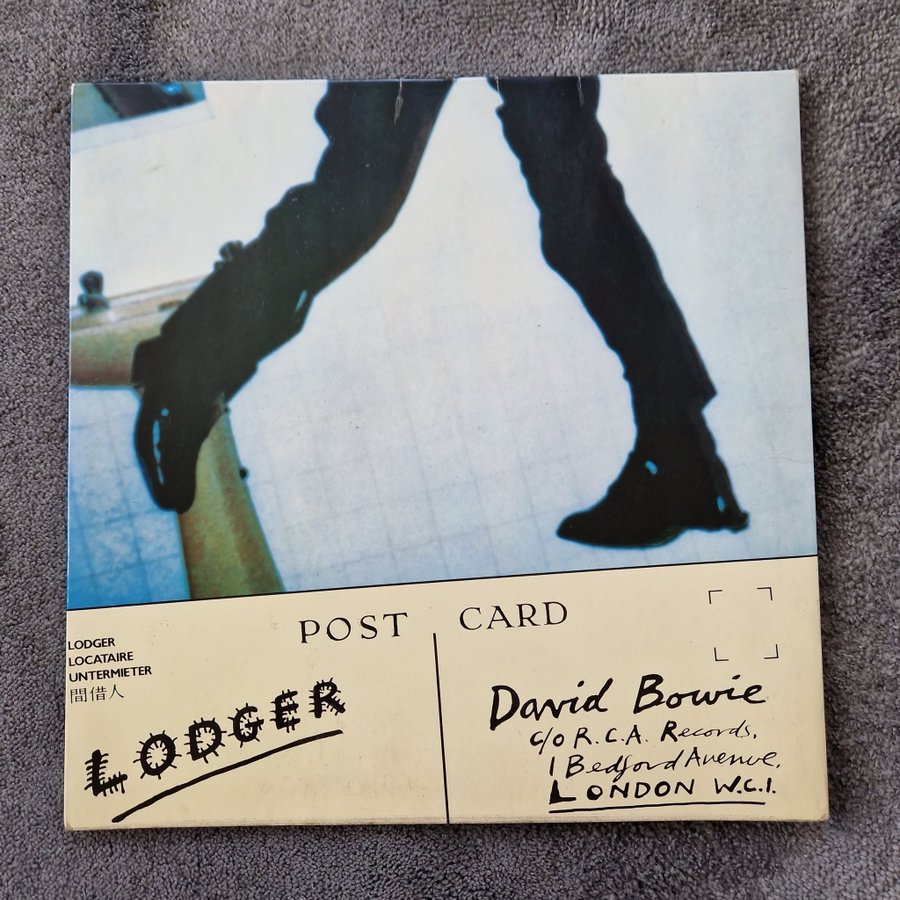 POST CARD
LODGER
LOCATAIRE
UNTERMIETER
間借人
LODGER
David Bowie
c/o R.C.A. Records,
1 Bedford Avenue,
LONDON W.C.1.